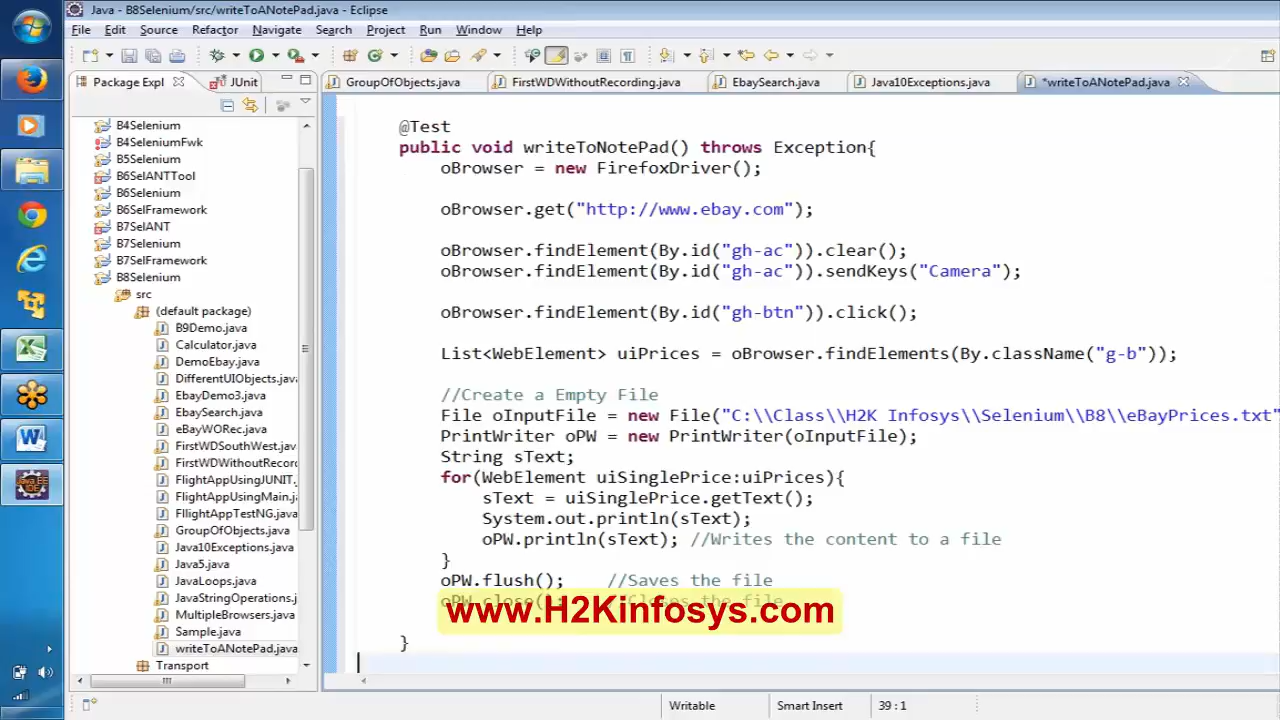 Java - B8Selenium/src/writeToANotePad.java - Eclipse
File Edit Source Refactor Navigate Search Project Run Window Help
Package Expl JUnit GroupOfObjects.java FirstWDWithoutRecording.java EbaySearch.java Java10Exceptions.java *writeToANotePad.java
B4Selenium
B4SeleniumFwk
B5Selenium
B6SelANTTool
B6Selenium
B6SelFramework
B7SelANT
B7Selenium
B7SelFramework
B8Selenium
src
(default package)
B9Demo.java
Calculator.java
DemoEbay.java
DifferentUIObjects.java
EbayDemo3.java
EbaySearch.java
eBayWORec.java
FirstWDSouthWest.jav
FirstWDWithoutRecord
FlightAppUsingJUNIT.
FlightAppUsingMain.ja
FllightAppTestNG.java
GroupOfObjects.java
Java10Exceptions.java
Java5.java
JavaLoops.java
JavaStringOperations.
MultipleBrowsers.java
Sample.java
writeToANotePad.java
Transport
@Test
public void writeToNotePad() throws Exception{
oBrowser = new FirefoxDriver();
oBrowser.get("http://www.ebay.com");
oBrowser.findElement(By.id("gh-ac")).clear();
oBrowser.findElement(By.id("gh-ac")).sendKeys("Camera");
oBrowser.findElement(By.id("gh-btn")).click();
List<WebElement> uiPrices = oBrowser.findElements(By.className("g-b"));
//Create a Empty File
File oInputFile = new File("C:\\Class\\H2K Infosys\\Selenium\\B8\\eBayPrices.txt"
PrintWriter oPW = new PrintWriter(oInputFile);
String sText;
for(WebElement uiSinglePrice:uiPrices){
sText = uiSinglePrice.getText();
System.out.println(sText);
oPW.println(sText); //Writes the content to a file
}
oPW.flush(); //Saves the file
oPW.close(); //Closes the file
www.H2Kinfosys.com
}
Writable Smart Insert 39 : 1